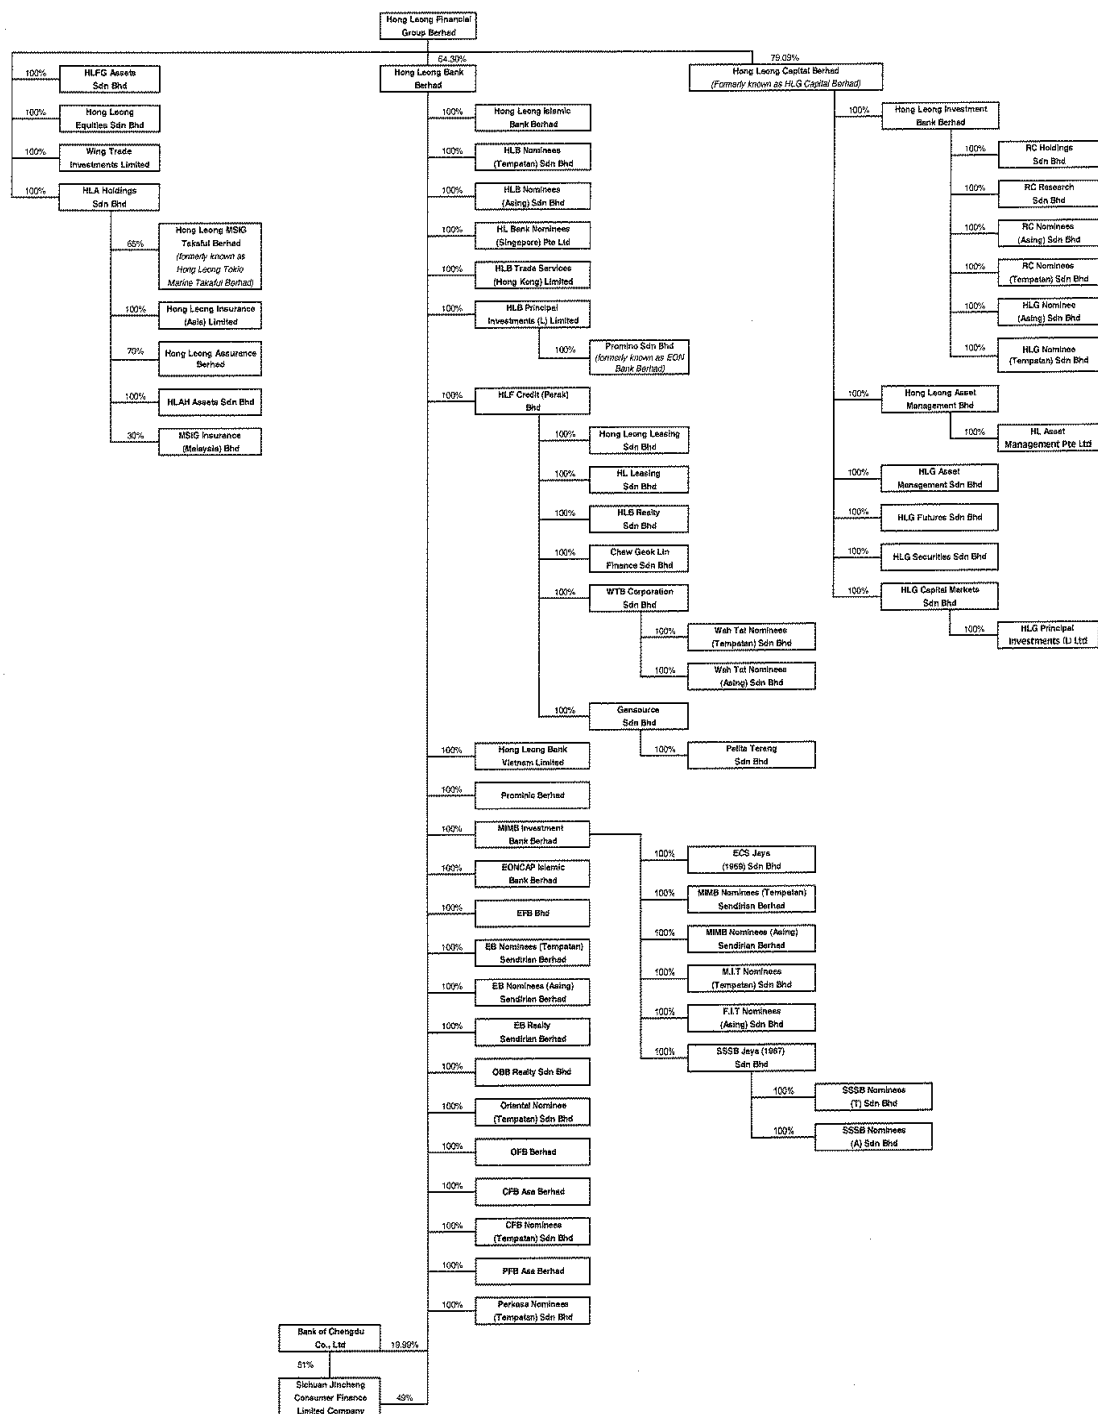 Hong Leong Financial
Group Berhad
64.30%
79.09%
100%
HLFG Assets
Sdn Bhd
Hong Leong Bank
Berhad
Hong Leong Capital Berhad
(Formerly known as HLG Capital Berhad)
100%
Hong Leong
Equities Sdn Bhd
100%
Wing Trade
Investments Limited
100%
HLA Holdings
Sdn Bhd
65%
Hong Leong MSIG
Takaful Berhad
(formerly known as
Hong Leong Tokio
Marine Takaful Berhad)
100%
Hong Leong Insurance
(Asia) Limited
70%
Hong Leong Assurance
Berhad
100%
HLAH Assets Sdn Bhd
30%
MSIG Insurance
(Malaysia) Bhd
100%
Hong Leong Islamic
Bank Berhad
100%
HLB Nominees
(Tempatan) Sdn Bhd
100%
HLB Nominees
(Asing) Sdn Bhd
100%
HL Bank Nominees
(Singapore) Pte Ltd
100%
HLB Trade Services
(Hong Kong) Limited
100%
HLB Principal
Investments (L) Limited
100%
Promino Sdn Bhd
(formerly known as EON
Bank Berhad)
100%
HLF Credit (Perak)
Bhd
100%
Hong Leong Leasing
Sdn Bhd
100%
HL Leasing
Sdn Bhd
100%
HLB Realty
Sdn Bhd
100%
Chew Geok Lin
Finance Sdn Bhd
100%
WTB Corporation
Sdn Bhd
100%
Wah Tat Nominees
(Tempatan) Sdn Bhd
100%
Wah Tat Nominees
(Asing) Sdn Bhd
100%
Gensource
Sdn Bhd
100%
Pelita Terang
Sdn Bhd
100%
Hong Leong Bank
Vietnam Limited
100%
Prominic Berhad
100%
MIMB Investment
Bank Berhad
100%
ECS Jaya
(1969) Sdn Bhd
100%
MIMB Nominees (Tempatan)
Sendirian Berhad
100%
MIMB Nominees (Asing)
Sendirian Berhad
100%
M.I.T Nominees
(Tempatan) Sdn Bhd
100%
F.I.T Nominees
(Asing) Sdn Bhd
100%
SSSB Jaya (1987)
Sdn Bhd
100%
SSSB Nominees
(T) Sdn Bhd
100%
SSSB Nominees
(A) Sdn Bhd
100%
EONCAP Islamic
Bank Berhad
100%
EFB Bhd
100%
EB Nominees (Tempatan)
Sendirian Berhad
100%
EB Nominees (Asing)
Sendirian Berhad
100%
EB Realty
Sendirian Berhad
100%
OBB Realty Sdn Bhd
100%
Oriental Nominee
(Tempatan) Sdn Bhd
100%
OFB Berhad
100%
CFB Asa Berhad
100%
CFB Nominees
(Tempatan) Sdn Bhd
100%
PFB Asa Berhad
100%
Perkasa Nominees
(Tempatan) Sdn Bhd
Bank of Chengdu
Co., Ltd
19.99%
51%
Sichuan Jincheng
Consumer Finance
Limited Company
49%
100%
Hong Leong Investment
Bank Berhad
100%
RC Holdings
Sdn Bhd
100%
RC Research
Sdn Bhd
100%
RC Nominees
(Asing) Sdn Bhd
100%
RC Nominees
(Tempatan) Sdn Bhd
100%
HLG Nominee
(Asing) Sdn Bhd
100%
HLG Nominee
(Tempatan) Sdn Bhd
100%
Hong Leong Asset
Management Bhd
100%
HL Asset
Management Pte Ltd
100%
HLG Asset
Management Sdn Bhd
100%
HLG Futures Sdn Bhd
100%
HLG Securities Sdn Bhd
100%
HLG Capital Markets
Sdn Bhd
100%
HLG Principal
Investments (L) Ltd